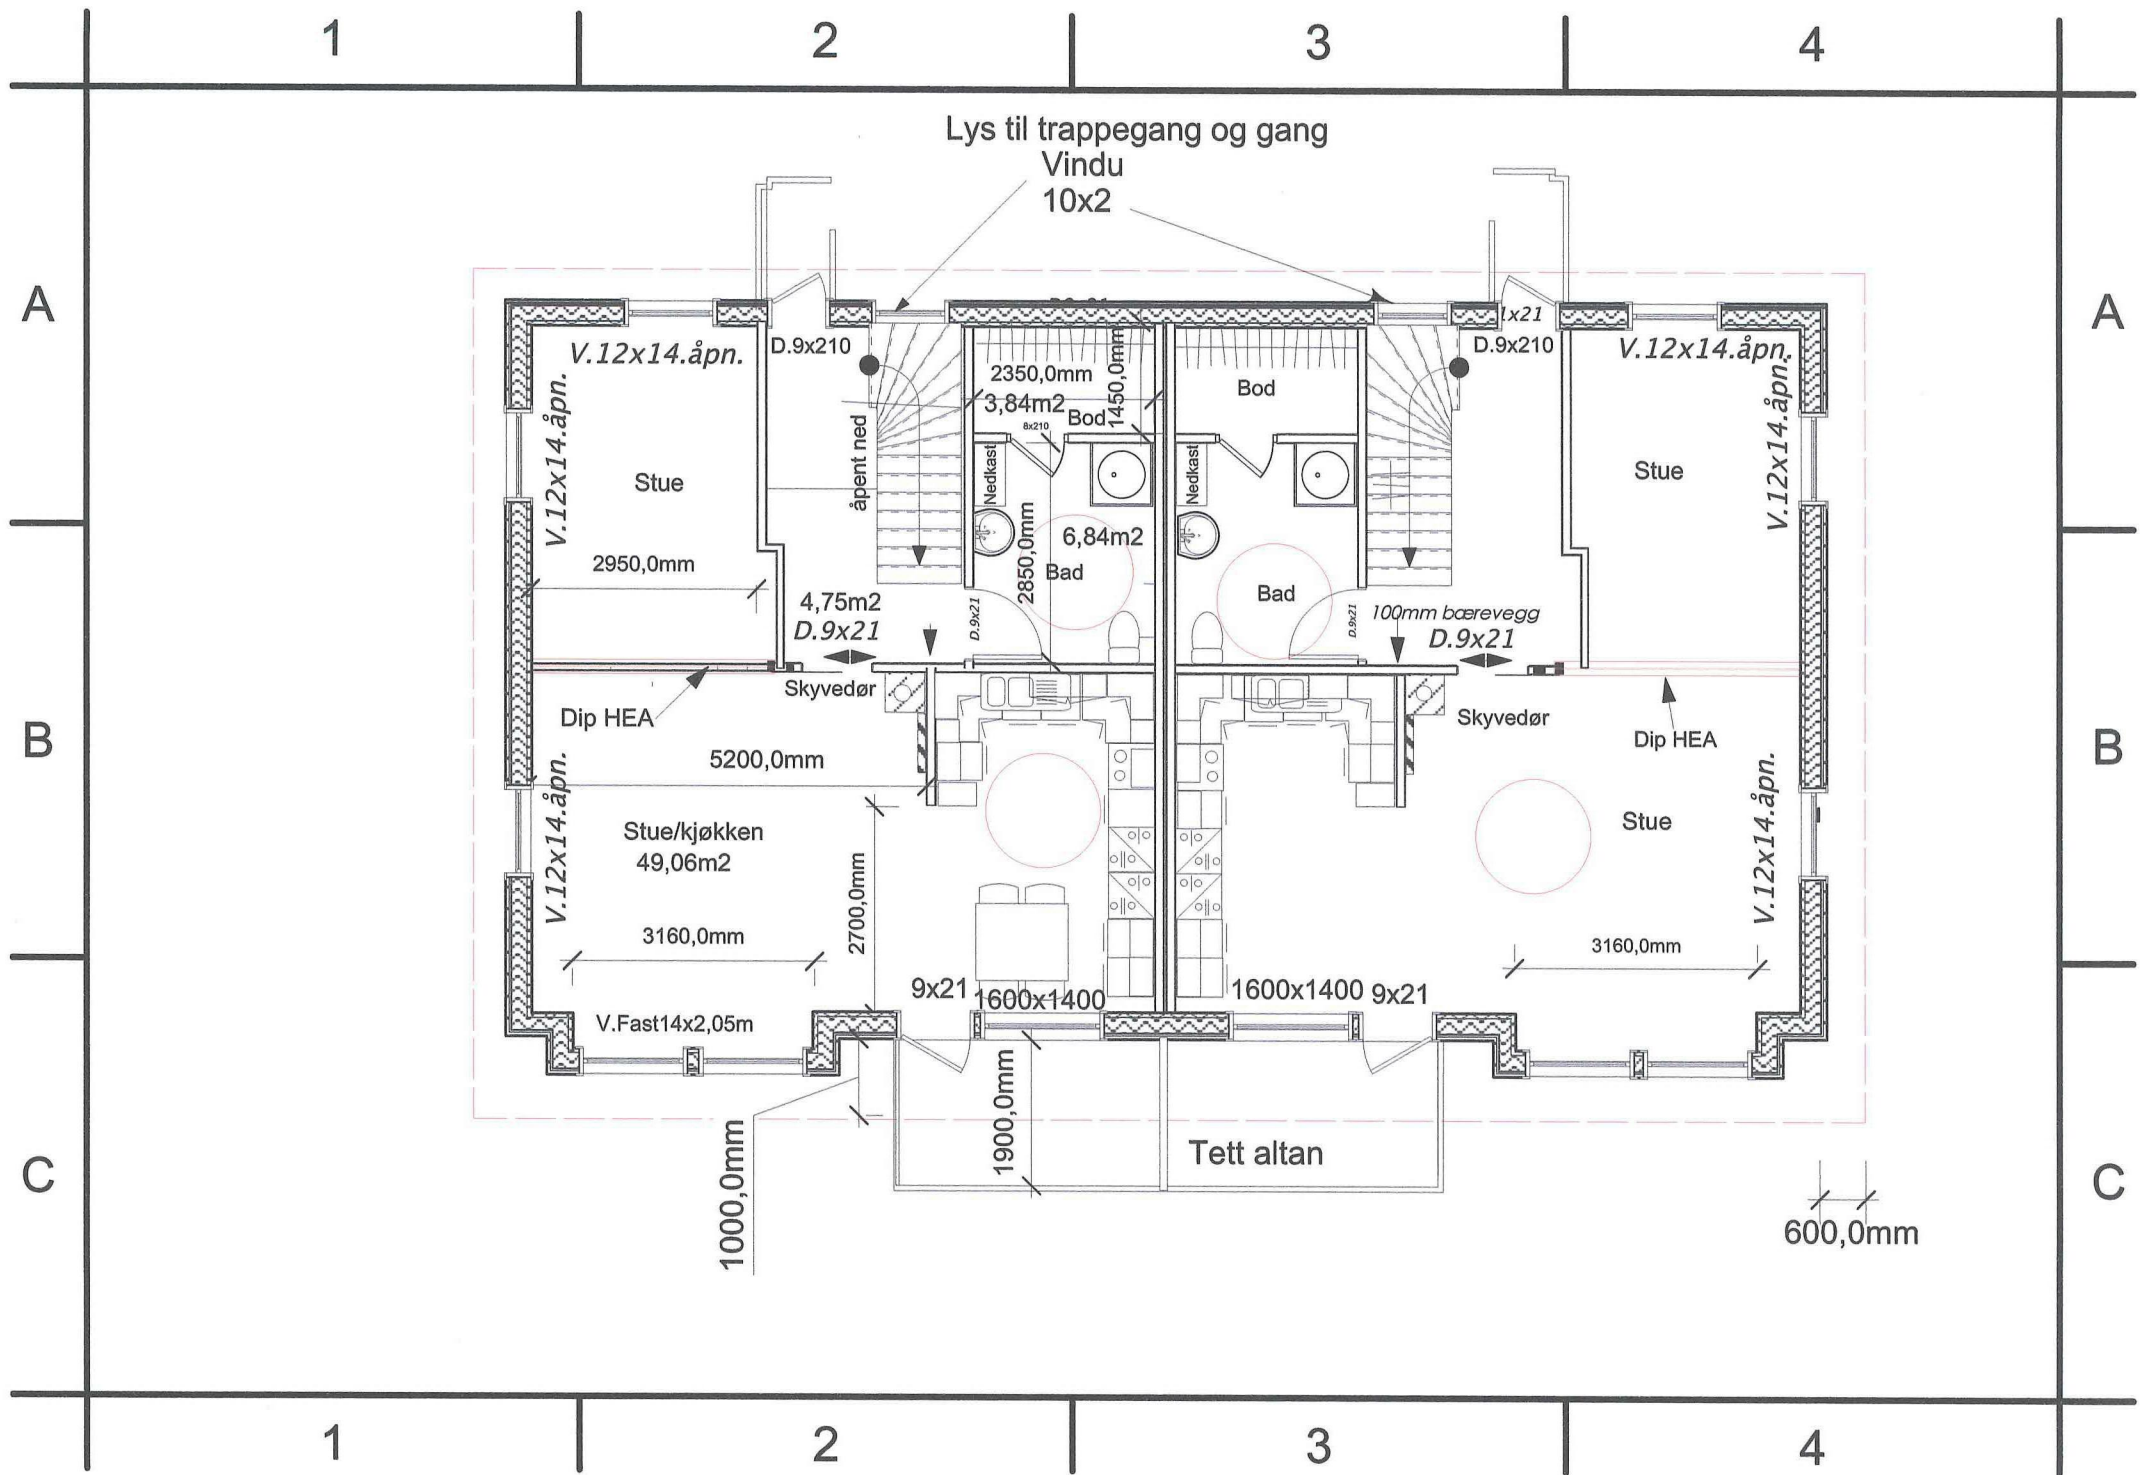 1 2 3 4
Lys til trappegang og gang
Vindu
10x2
A A
D.9x210
1x21
D.9x210
V.12x14.åpn.
V.12x14.åpn.
V.12x14.åpn.
V.12x14.åpn.
2350,0mm
1450,0mm
3,84m2
Bod
8x210
Bod
åpent ned
Stue
Stue
Nedkast
Nedkast
6,84m2
2850,0mm
Bad
Bad
2950,0mm
4,75m2
D.9x21
D.9x21
D.9x21
100mm bærevegg
D.9x21
Skyvedør
Skyvedør
Dip HEA
Dip HEA
B B
5200,0mm
V.12x14.åpn.
V.12x14.åpn.
Stue/kjøkken
49,06m2
Stue
2700,0mm
3160,0mm
3160,0mm
9x21
1600x1400
1600x1400
9x21
V.Fast14x2,05m
1000,0mm
1900,0mm
Tett altan
C C
600,0mm
1 2 3 4